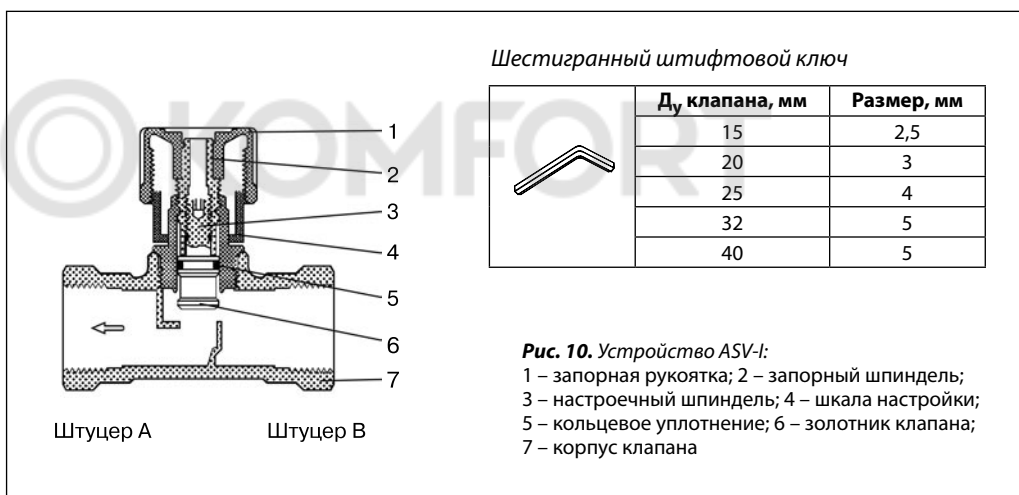 Шестигранный штифтовой ключ
Ду клапана, мм Размер, мм
15 2,5
20 3
25 4
32 5
40 5
OKOMFORT
1
2
3
4
5
6
7
Штуцер А Штуцер В
Рис. 10. Устройство ASV-I:
1 – запорная рукоятка; 2 – запорный шпиндель;
3 – настроечный шпиндель; 4 – шкала настройки;
5 – кольцевое уплотнение; 6 – золотник клапана;
7 – корпус клапана